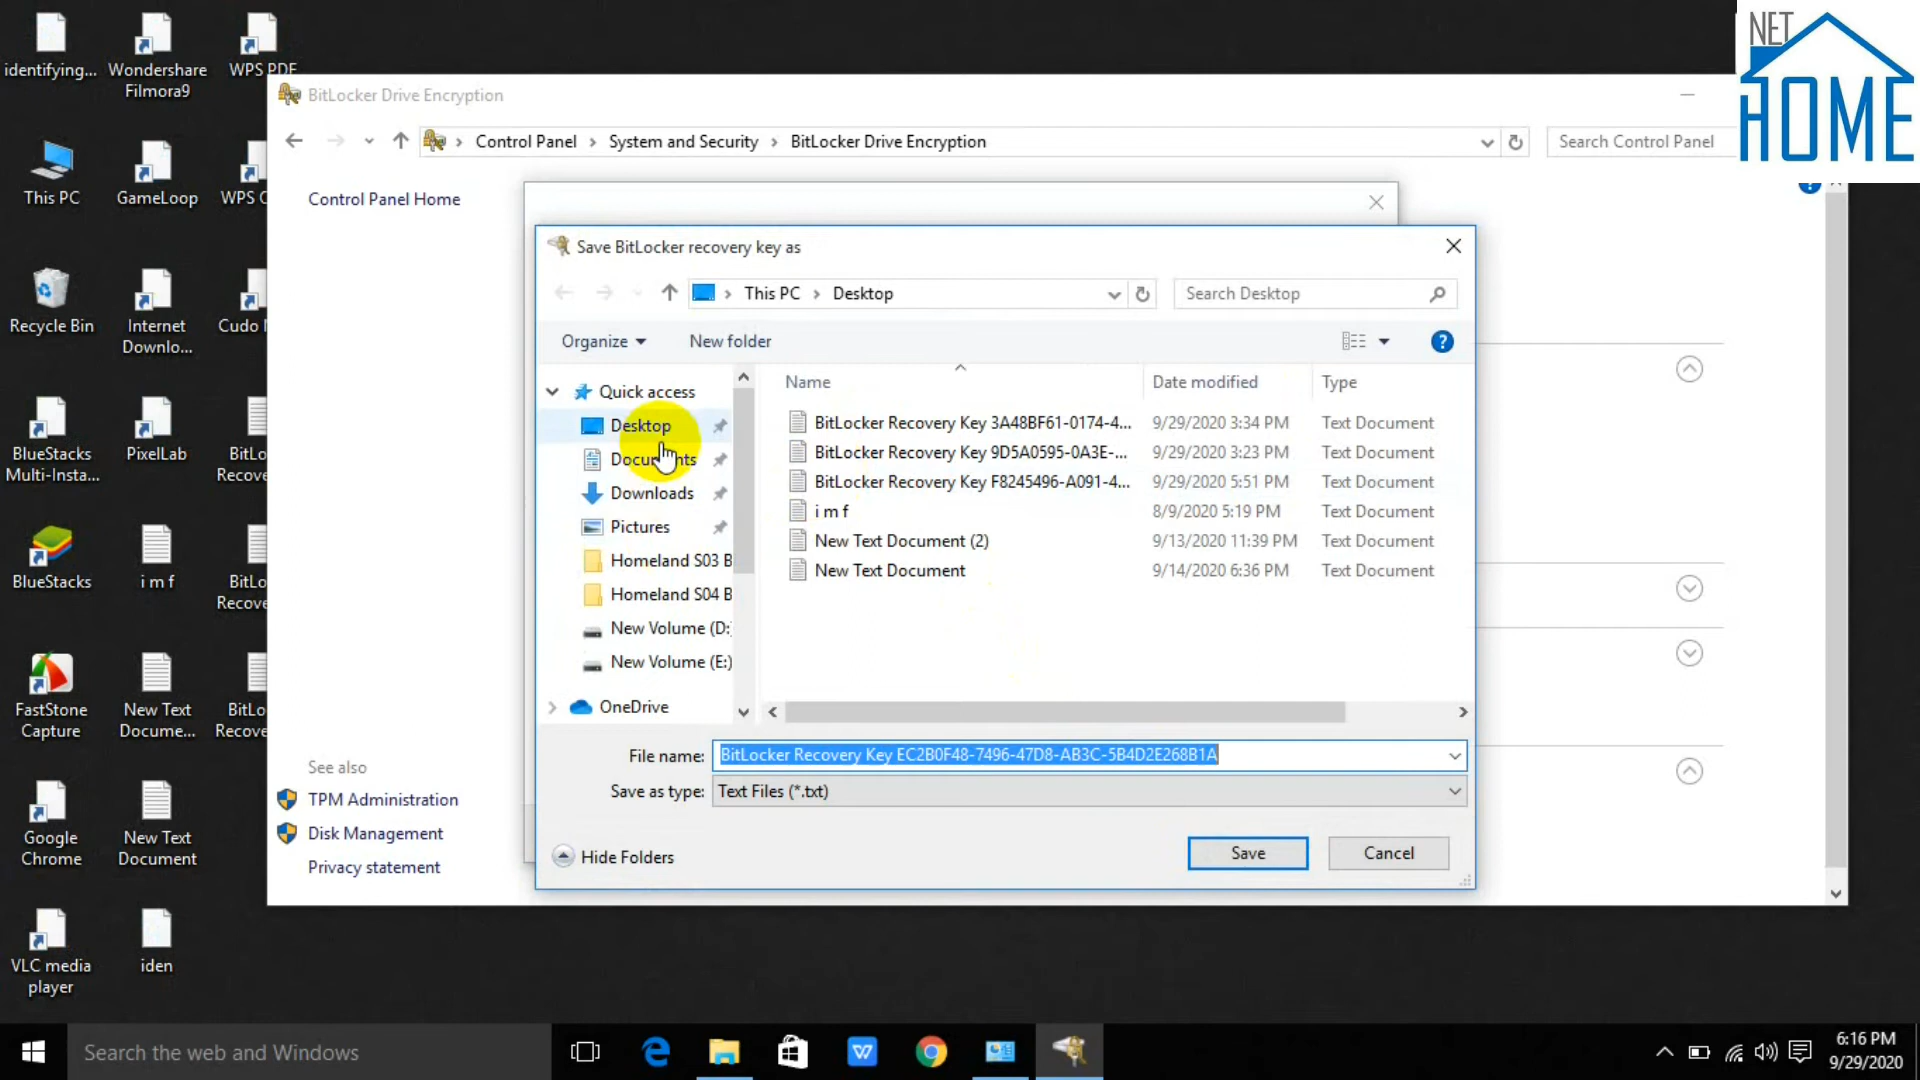 identifying...
Wondershare
Filmora9
WPS PDF
This PC
GameLoop
WPS C
Recycle Bin
Internet
Downlo...
Cudo
BlueStacks
Multi-Insta...
PixelLab
BitLo
Recove
BlueStacks
i m f
BitLo
Recove
FastStone
Capture
New Text
Docume...
BitLo
Recove
Google
Chrome
New Text
Document
VLC media
player
iden
NET
HOME
BitLocker Drive Encryption
Control Panel
System and Security
BitLocker Drive Encryption
Search Control Panel
Control Panel Home
See also
TPM Administration
Disk Management
Privacy statement
Save BitLocker recovery key as
This PC
Desktop
Search Desktop
Organize
New folder
Quick access
Desktop
Documents
Downloads
Pictures
Homeland S03 B
Homeland S04 B
New Volume (D:)
New Volume (E:)
OneDrive
Name Date modified Type
BitLocker Recovery Key 3A48BF61-0174-4... 9/29/2020 3:34 PM Text Document
BitLocker Recovery Key 9D5A0595-0A3E-... 9/29/2020 3:23 PM Text Document
BitLocker Recovery Key F8245496-A091-4... 9/29/2020 5:51 PM Text Document
i m f 8/9/2020 5:19 PM Text Document
New Text Document (2) 9/13/2020 11:39 PM Text Document
New Text Document 9/14/2020 6:36 PM Text Document
File name: BitLocker Recovery Key EC2B0F48-7496-47D8-AB3C-5B4D2E268B1A
Save as type: Text Files (*.txt)
Hide Folders
Save
Cancel
Search the web and Windows
6:16 PM
9/29/2020